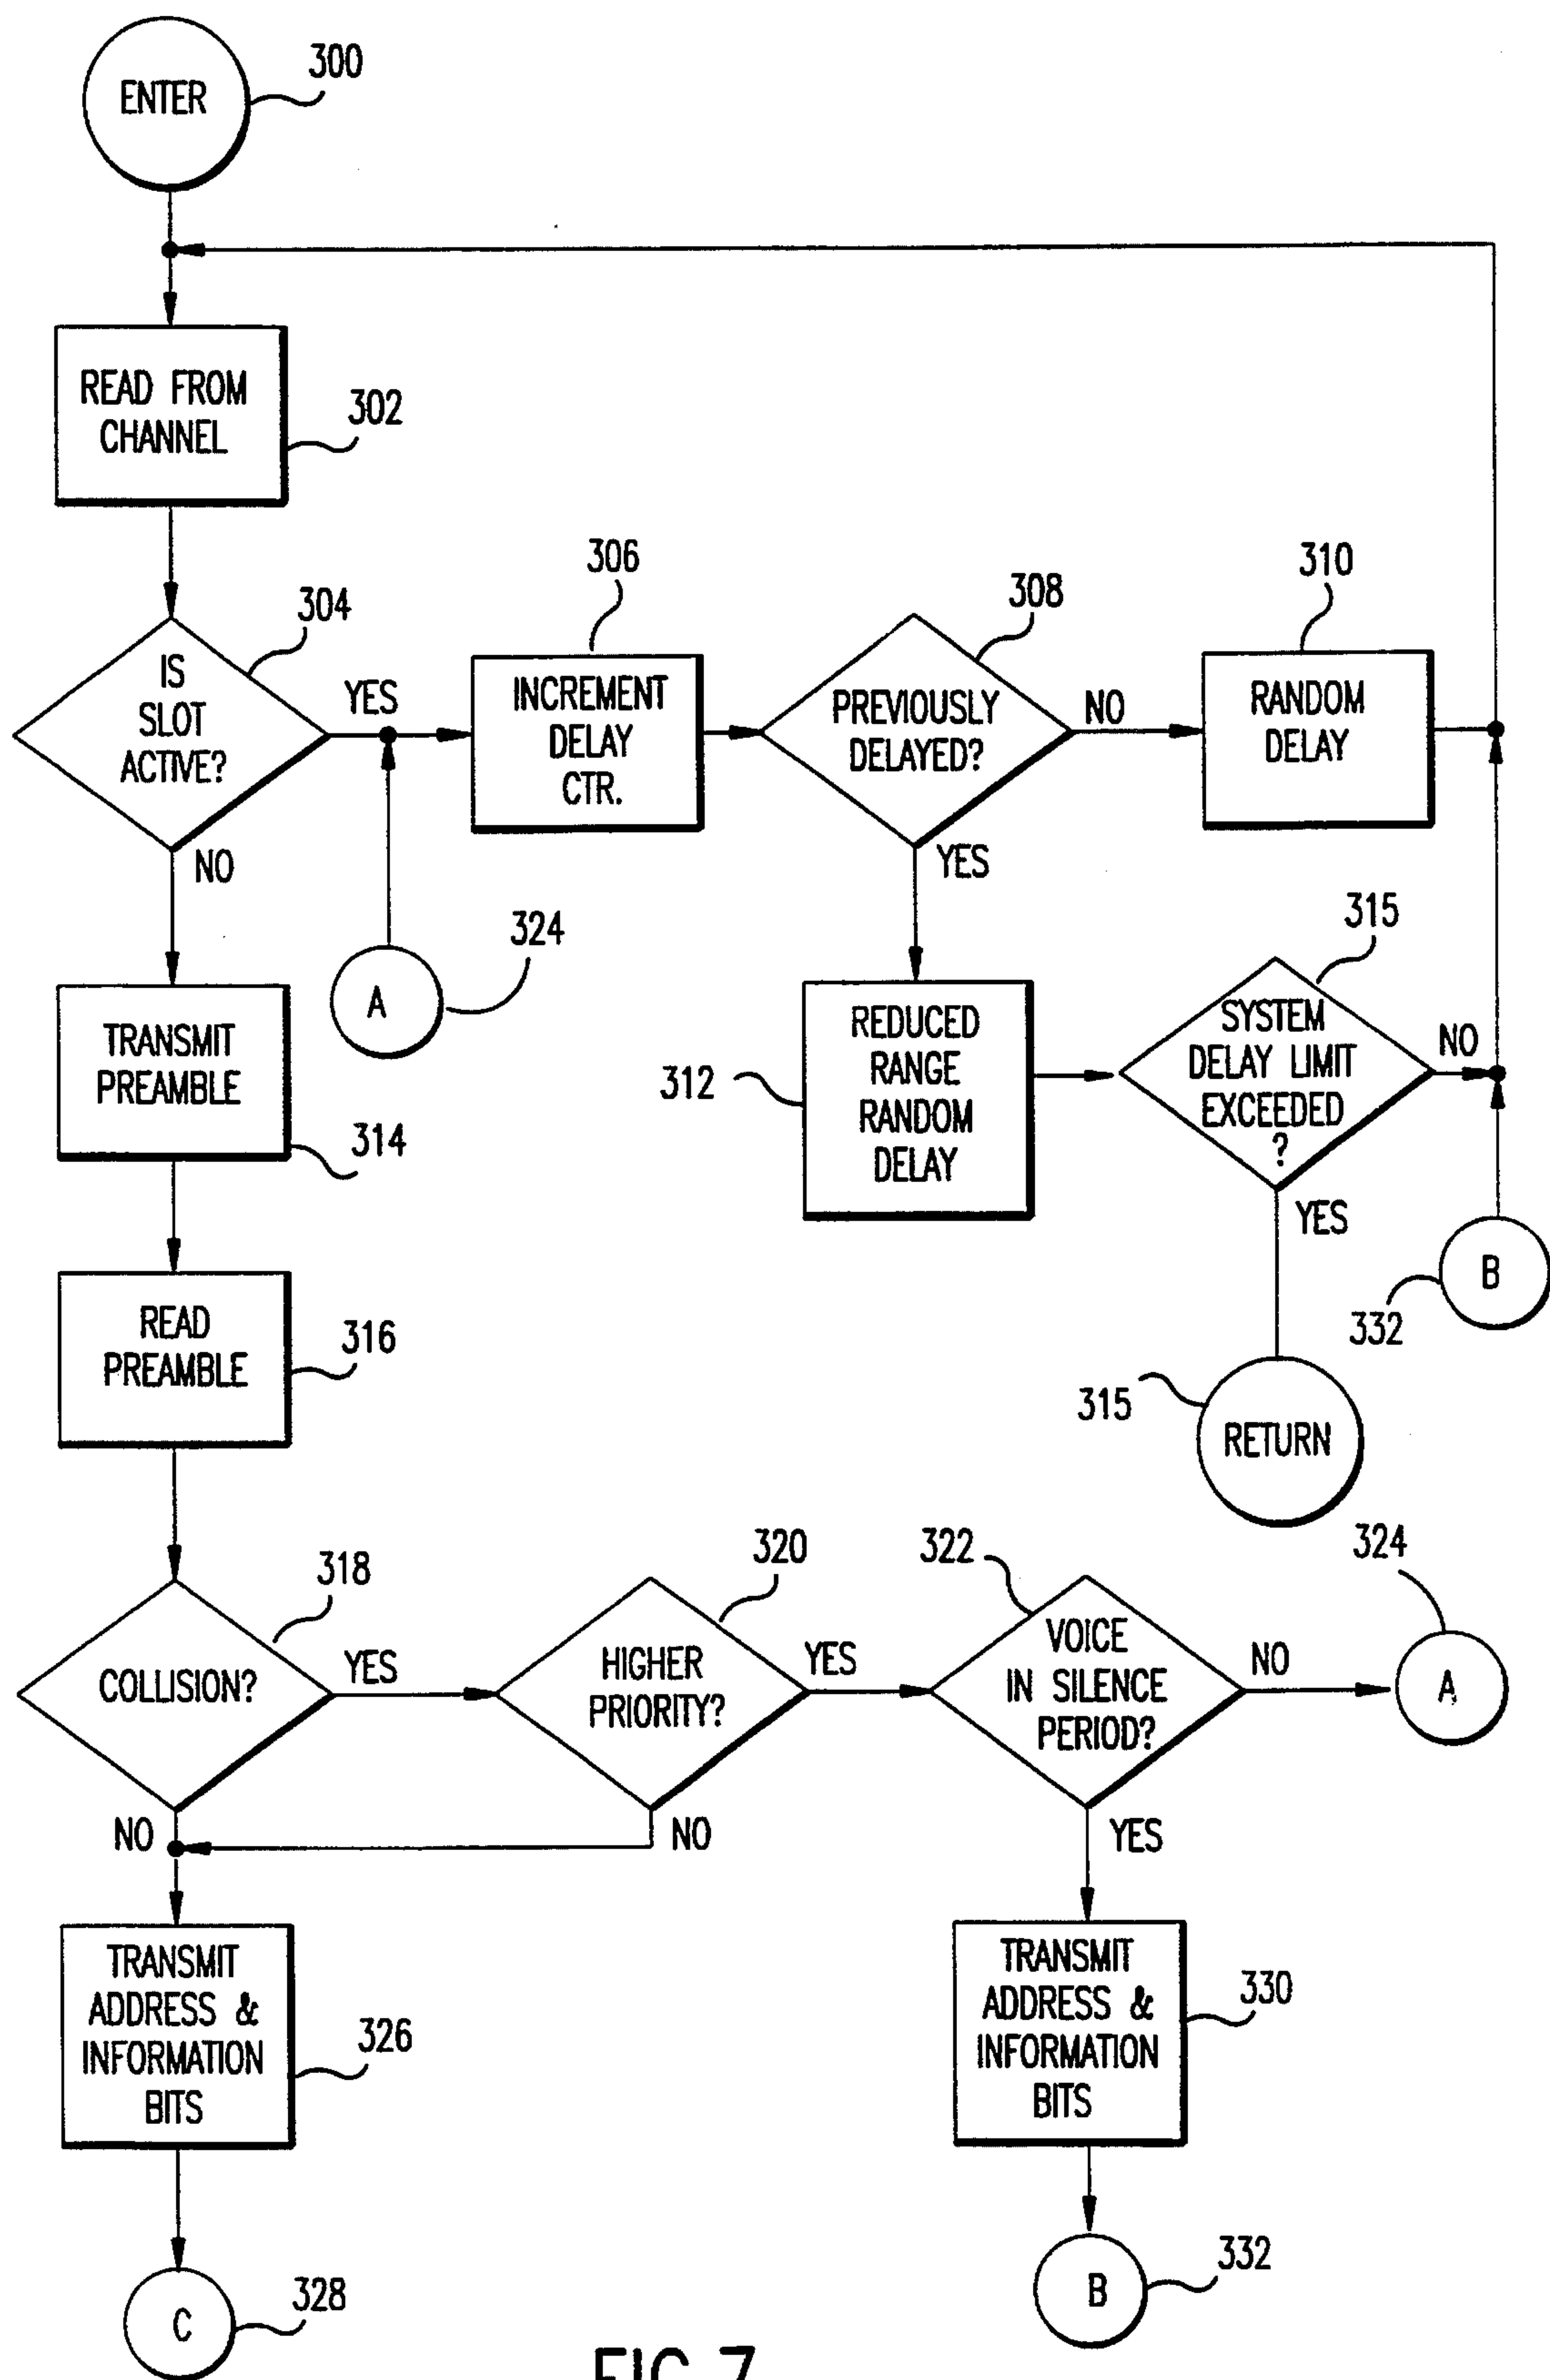 ENTER
300
READ FROM
CHANNEL
302
IS
SLOT
ACTIVE?
304
YES
NO
306
INCREMENT
DELAY
CTR.
308
PREVIOUSLY
DELAYED?
NO
YES
310
RANDOM
DELAY
A
324
TRANSMIT
PREAMBLE
314
312
REDUCED
RANGE
RANDOM
DELAY
315
SYSTEM
DELAY LIMIT
EXCEEDED
?
NO
YES
B
332
315
RETURN
READ
PREAMBLE
316
318
COLLISION?
YES
NO
320
HIGHER
PRIORITY?
YES
NO
322
VOICE
IN SILENCE
PERIOD?
NO
YES
324
A
TRANSMIT
ADDRESS &
INFORMATION
BITS
326
TRANSMIT
ADDRESS &
INFORMATION
BITS
330
C
328
B
332
FIG.7